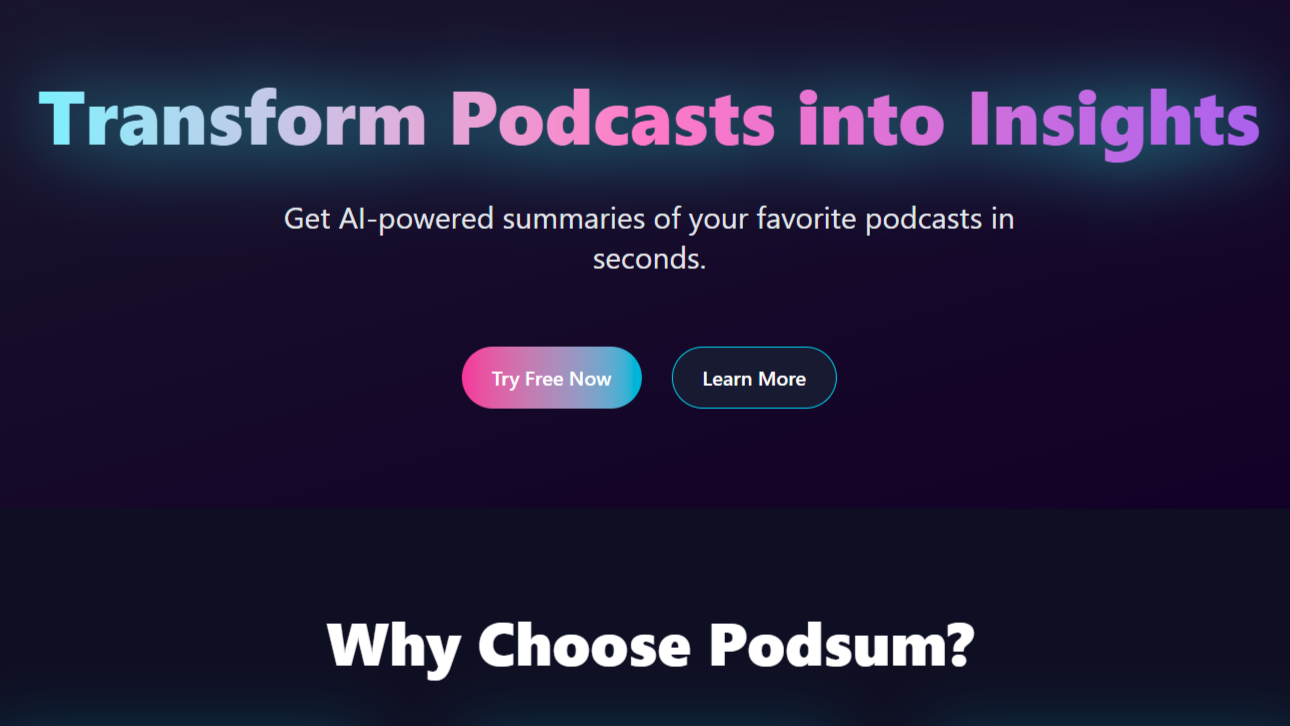 Transform Podcasts into Insights
Get AI-powered summaries of your favorite podcasts in
seconds.
Try Free Now
Learn More
Why Choose Podsum?